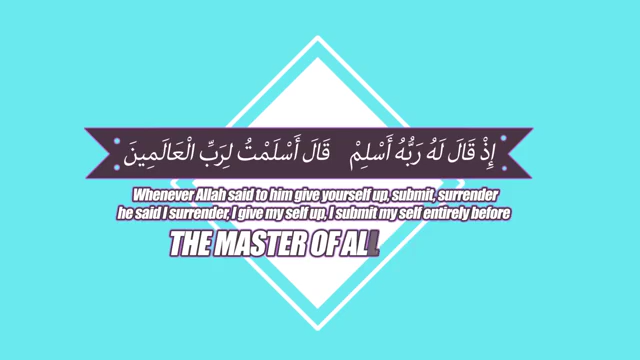 إِذْ قَالَ لَهُ رَبُّهُ أَسْلِمْ قَالَ أَسْلَمْتُ لِرَبِّ الْعَالَمِينَ
Whenever Allah said to him give yourself up, submit, surrender
he said I surrender, I give my self up, I submit my self entirely before
THE MASTER OF ALL